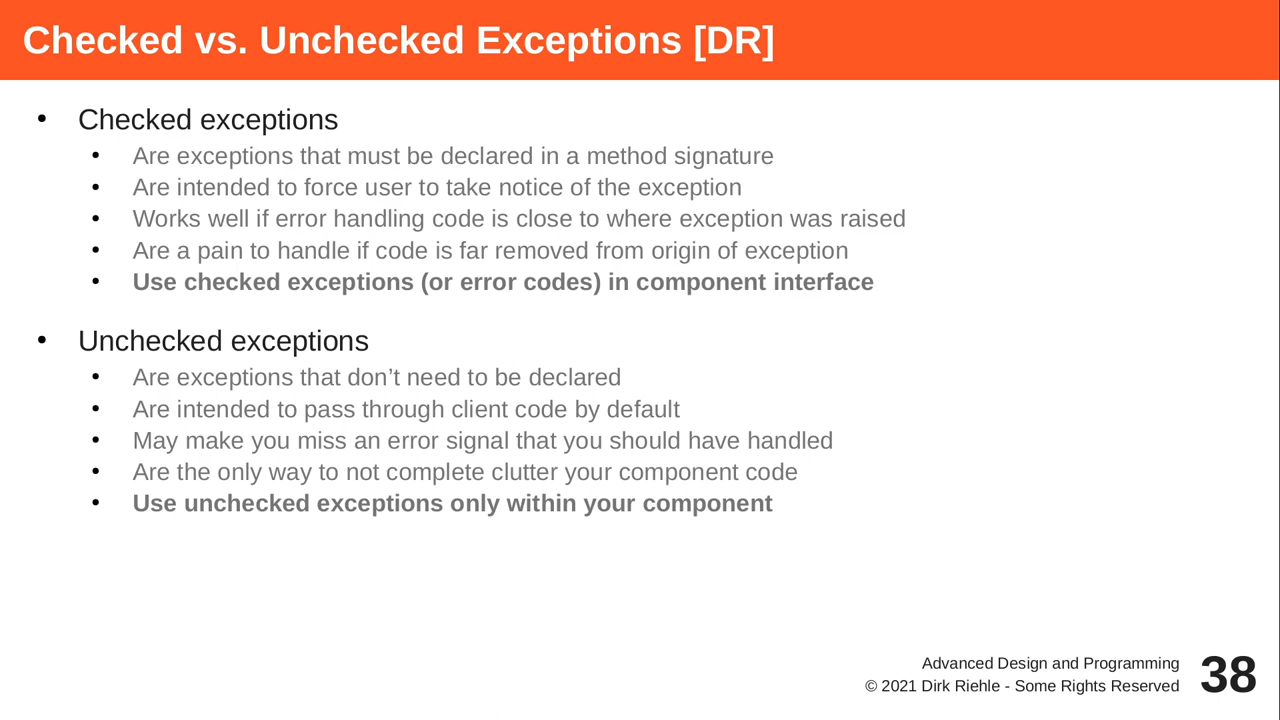 Checked vs. Unchecked Exceptions [DR]
• Checked exceptions
• Are exceptions that must be declared in a method signature
• Are intended to force user to take notice of the exception
• Works well if error handling code is close to where exception was raised
• Are a pain to handle if code is far removed from origin of exception
• Use checked exceptions (or error codes) in component interface
• Unchecked exceptions
• Are exceptions that don’t need to be declared
• Are intended to pass through client code by default
• May make you miss an error signal that you should have handled
• Are the only way to not complete clutter your component code
• Use unchecked exceptions only within your component
Advanced Design and Programming
© 2021 Dirk Riehle - Some Rights Reserved
38